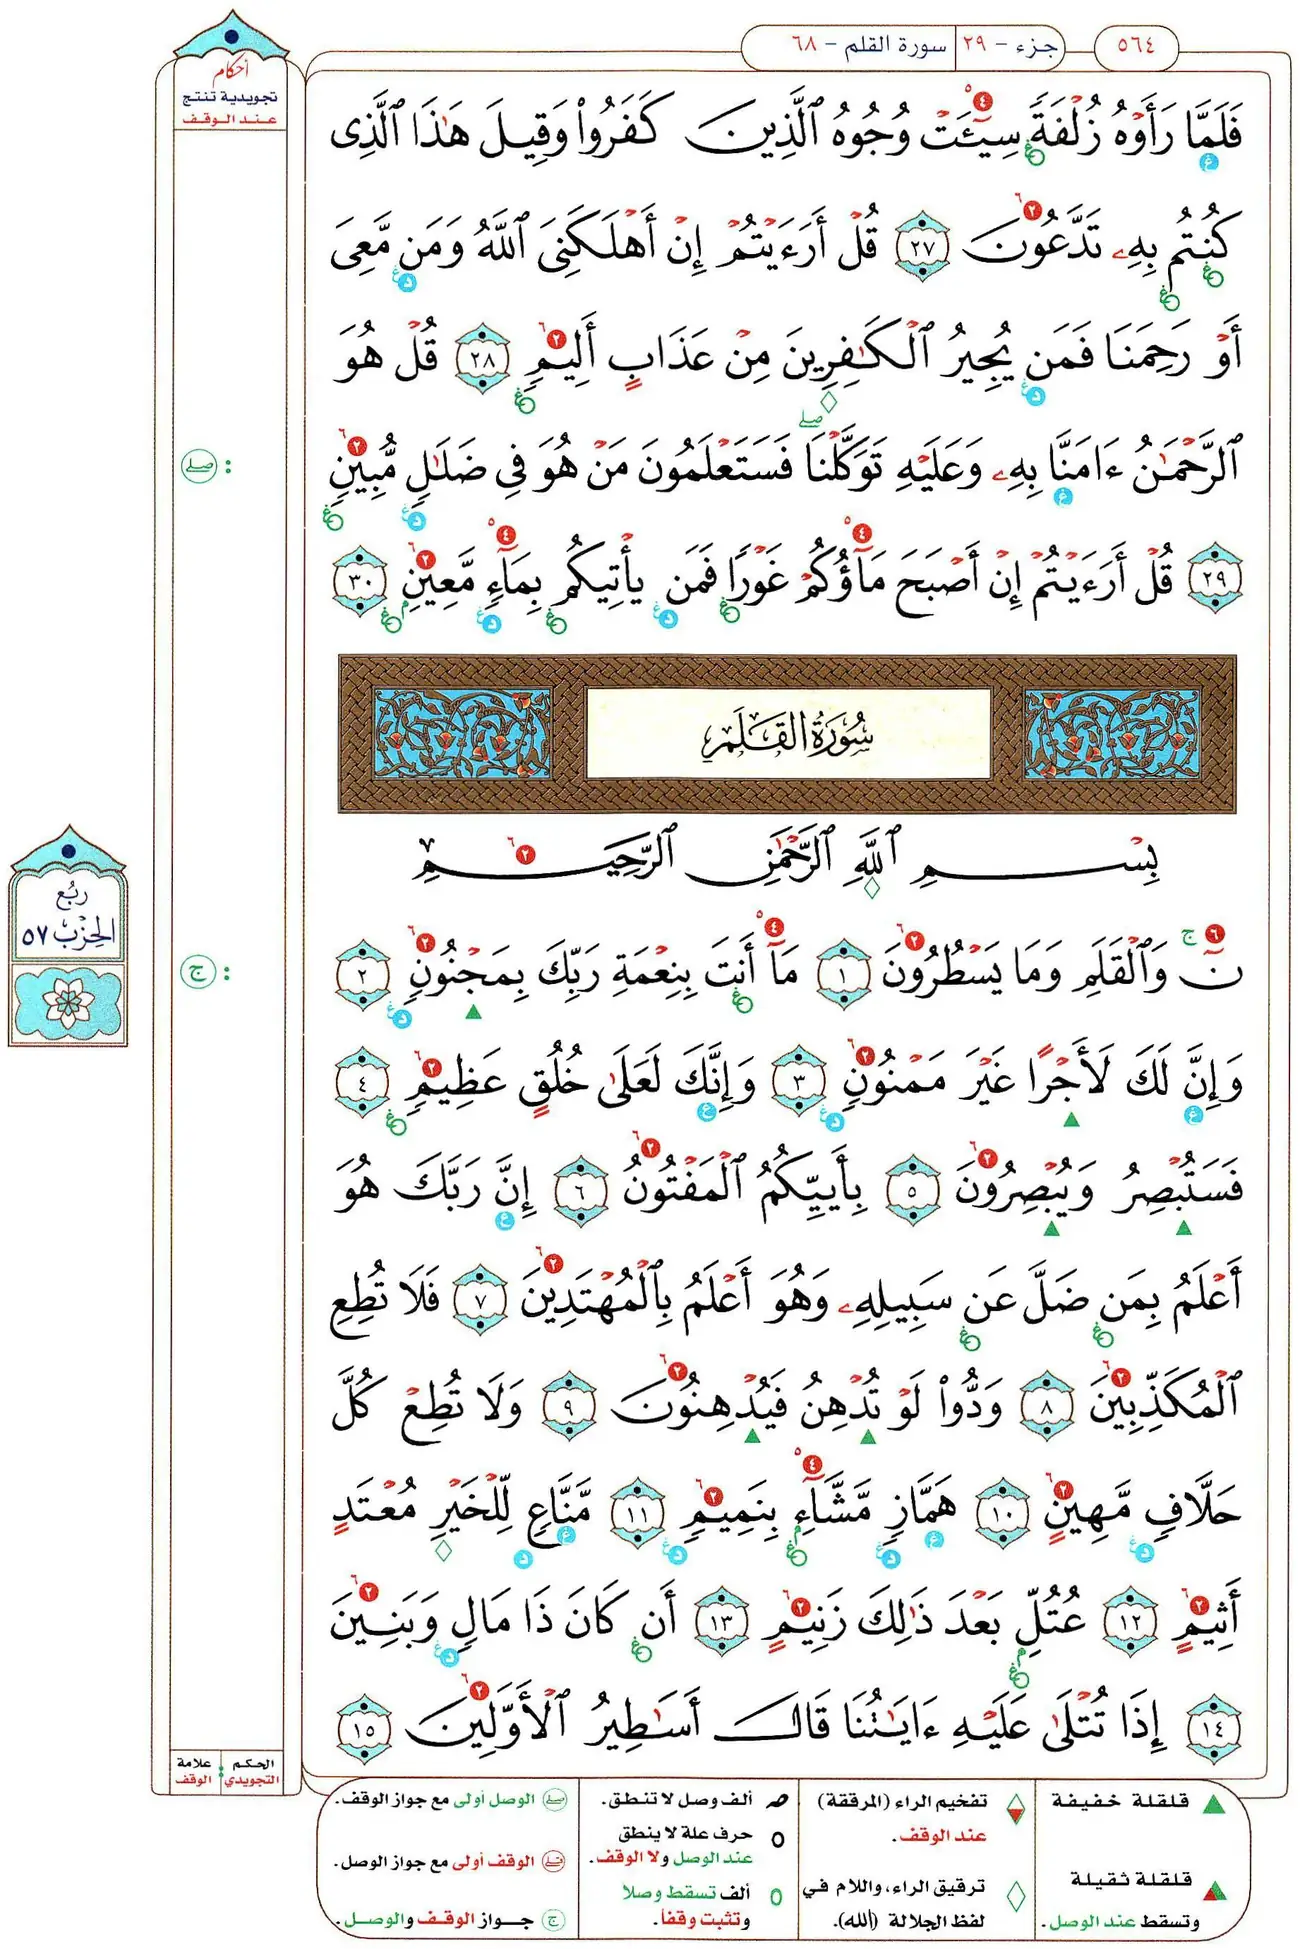 ٥٦٤
جزء - ٢٩ سورة القلم - ٦٨
أحكام
تجويدية تنتج
عند الوقف
فَلَمَّا رَأَوْهُ زُلْفَةً سِيٓـَٔتْ وُجُوهُ ٱلَّذِينَ كَفَرُوا۟ وَقِيلَ هَٰذَا ٱلَّذِى
كُنتُم بِهِۦ تَدَّعُونَ ٢٧ قُلْ أَرَءَيْتُمْ إِنْ أَهْلَكَنِىَ ٱللَّهُ وَمَن مَّعِىَ
أَوْ رَحِمَنَا فَمَن يُجِيرُ ٱلْكَٰفِرِينَ مِنْ عَذَابٍ أَلِيمٍ ٢٨ قُلْ هُوَ
ٱلرَّحْمَٰنُ ءَامَنَّا بِهِۦ وَعَلَيْهِ تَوَكَّلْنَا ۖ فَسَتَعْلَمُونَ مَنْ هُوَ فِى ضَلَٰلٍ مُّبِينٍ
صلے :
٢٩ قُلْ أَرَءَيْتُمْ إِنْ أَصْبَحَ مَآؤُكُمْ غَوْرًا فَمَن يَأْتِيكُم بِمَآءٍ مَّعِينٍ ٣٠
سُورَةُ القَلَمِ
بِسْمِ ٱللَّهِ ٱلرَّحْمَٰنِ ٱلرَّحِيمِ
رُبُع
الحِزْب ٥٧
نٓ ۚ وَٱلْقَلَمِ وَمَا يَسْطُرُونَ ١ مَآ أَنتَ بِنِعْمَةِ رَبِّكَ بِمَجْنُونٍ ٢
ج :
وَإِنَّ لَكَ لَأَجْرًا غَيْرَ مَمْنُونٍ ٣ وَإِنَّكَ لَعَلَىٰ خُلُقٍ عَظِيمٍ ٤
فَسَتُبْصِرُ وَيُبْصِرُونَ ٥ بِأَييِّكُمُ ٱلْمَفْتُونُ ٦ إِنَّ رَبَّكَ هُوَ
أَعْلَمُ بِمَن ضَلَّ عَن سَبِيلِهِۦ وَهُوَ أَعْلَمُ بِٱلْمُهْتَدِينَ ٧ فَلَا تُطِعِ
ٱلْمُكَذِّبِينَ ٨ وَدُّوا۟ لَوْ تُدْهِنُ فَيُدْهِنُونَ ٩ وَلَا تُطِعْ كُلَّ
حَلَّافٍ مَّهِينٍ ١٠ هَمَّازٍ مَّشَّآءٍ بِنَمِيمٍ ١١ مَّنَّاعٍ لِّلْخَيْرِ مُعْتَدٍ
أَثِيمٍ ١٢ عُتُلٍّ بَعْدَ ذَٰلِكَ زَنِيمٍ ١٣ أَن كَانَ ذَا مَالٍ وَبَنِينَ
١٤ إِذَا تُتْلَىٰ عَلَيْهِ ءَايَٰتُنَا قَالَ أَسَٰطِيرُ ٱلْأَوَّلِينَ ١٥
الحكم التجويدي : علامة الوقف
قلقلة خفيفة
قلقلة ثقيلة
وتسقط عند الوصل.
تفخيم الراء (المرققة)
عند الوقف.
ترقيق الراء، واللام في
لفظ الجلالة (الله).
ألف وصل لا تنطق.
حرف علة لا ينطق
عند الوصل ولا الوقف.
ألف تسقط وصلا
وتثبت وقفاً.
صلے الوصل أولى مع جواز الوقف.
قلے الوقف أولى مع جواز الوصل.
ج جواز الوقف والوصل.